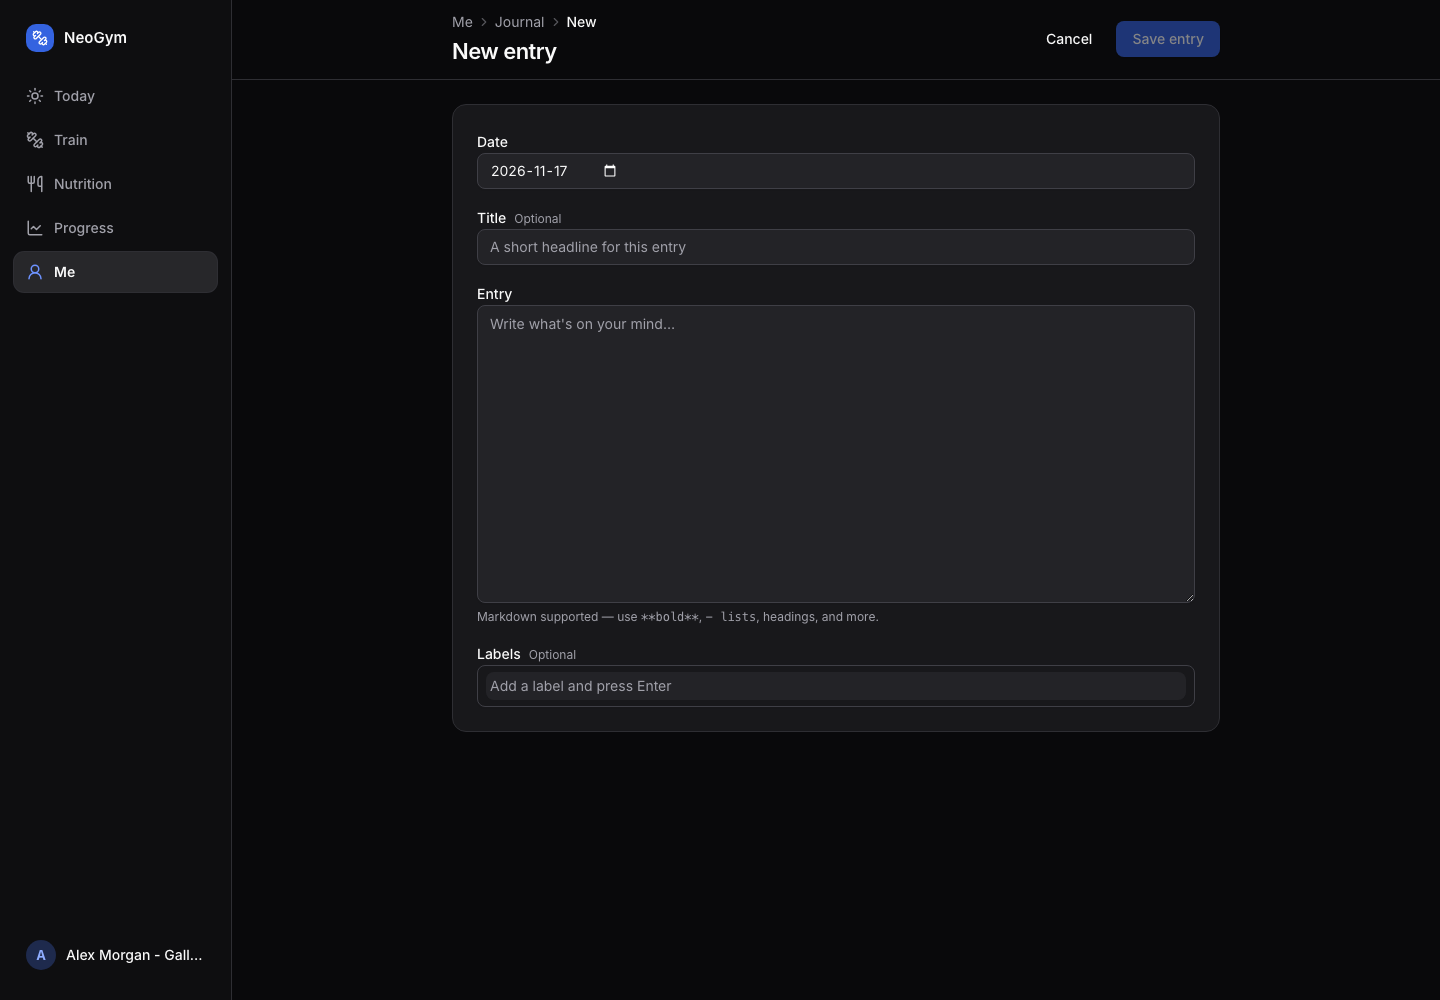 NeoGym
Today
Train
Nutrition
Progress
Me
A
Alex Morgan - Gall...
Me > Journal > New
New entry
Cancel
Save entry
Date
2026-11-17
Title Optional
A short headline for this entry
Entry
Write what's on your mind...
Markdown supported — use **bold**, - lists, headings, and more.
Labels Optional
Add a label and press Enter